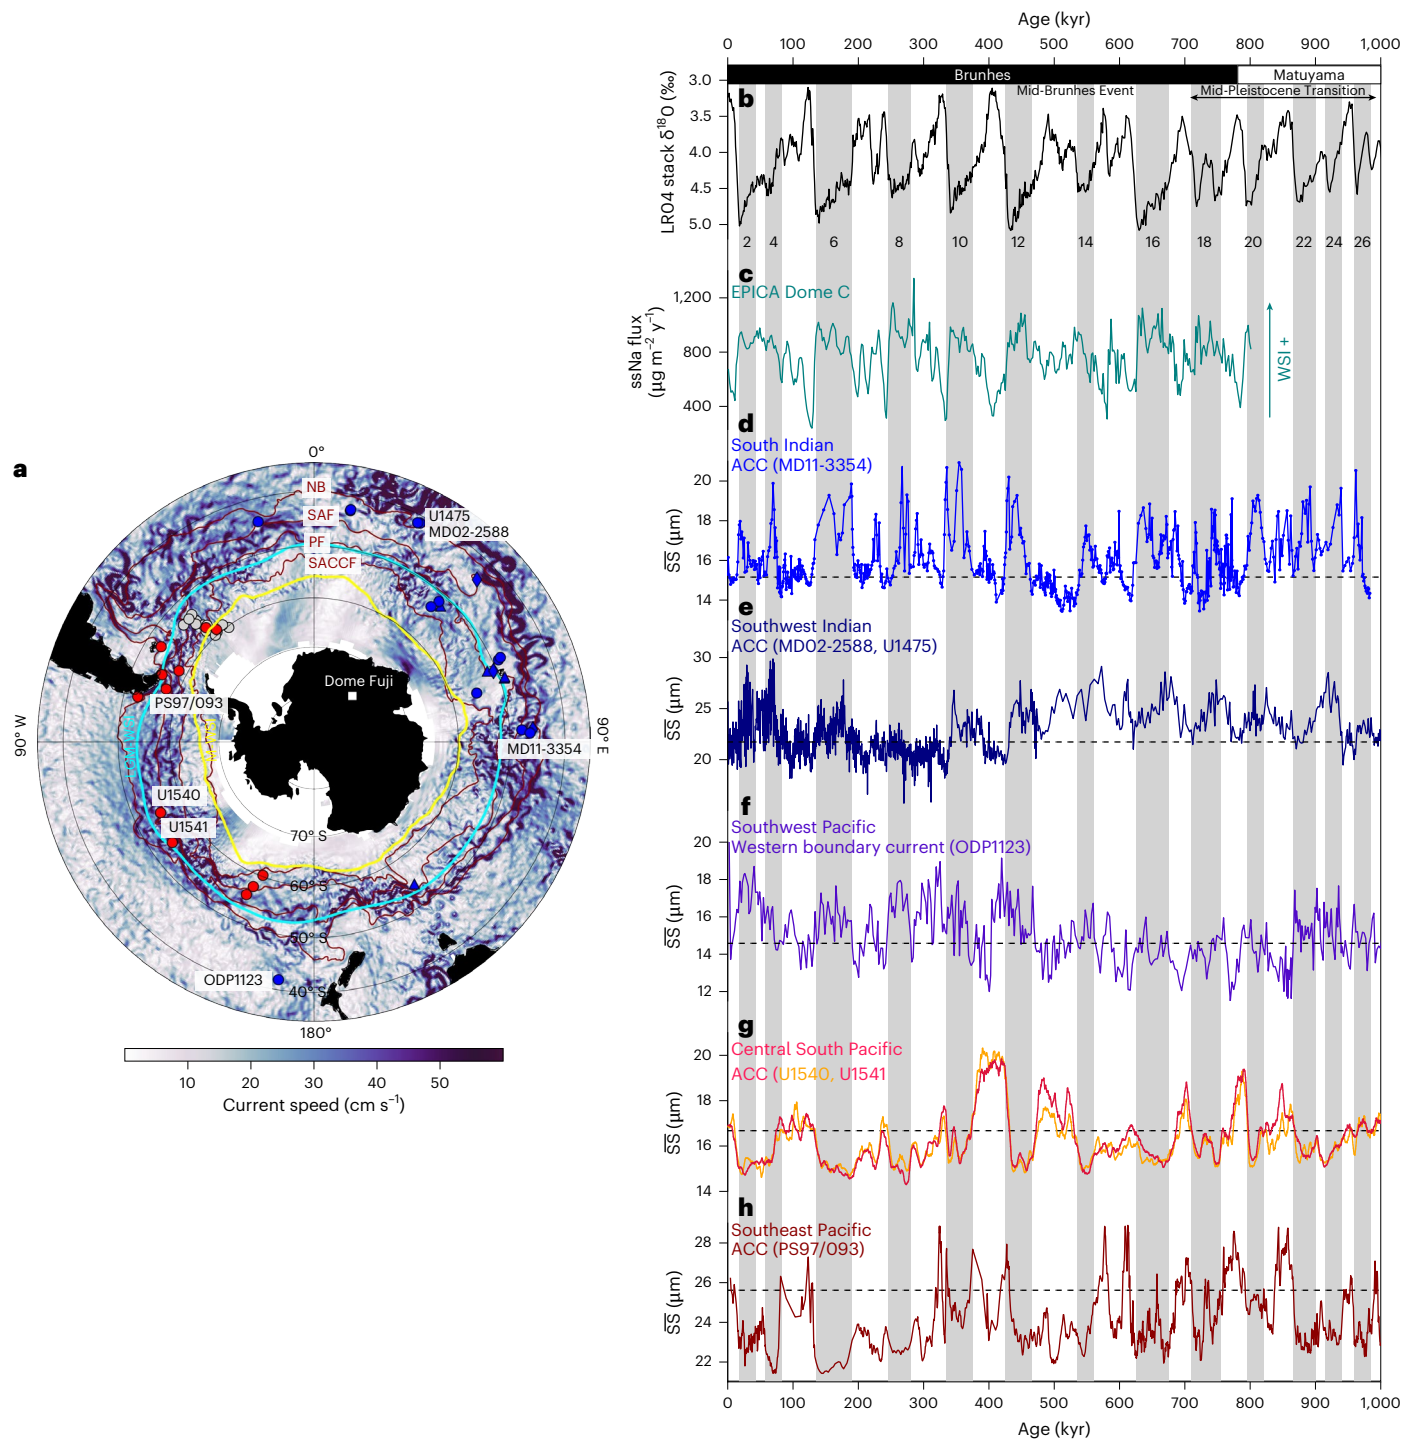 a
0°
NB
SAF
PF
SACCF
U1475
MD02-2588
Dome Fuji
PS97/093
90° W
90° E
MD11-3354
U1540
U1541
70° S
60° S
50° S
40° S
ODP1123
180°
10 20 30 40 50
Current speed (cm s⁻¹)
Age (kyr)
0 100 200 300 400 500 600 700 800 900 1,000
Brunhes Matuyama
Mid-Brunhes Event Mid-Pleistocene Transition
b
LR04 stack δ¹⁸O (‰)
3.0
3.5
4.0
4.5
5.0
2 4 6 8 10 12 14 16 18 20 22 24 26
c
EPICA Dome C
ssNa flux
(µg m⁻² y⁻¹)
1,200
800
400
WSI +
d
South Indian
ACC (MD11-3354)
S̅S̅ (µm)
20
18
16
14
e
Southwest Indian
ACC (MD02-2588, U1475)
S̅S̅ (µm)
30
25
20
f
Southwest Pacific
Western boundary current (ODP1123)
S̅S̅ (µm)
20
18
16
14
12
g
Central South Pacific
ACC (U1540, U1541
S̅S̅ (µm)
20
18
16
14
h
Southeast Pacific
ACC (PS97/093)
S̅S̅ (µm)
28
26
24
22
0 100 200 300 400 500 600 700 800 900 1,000
Age (kyr)